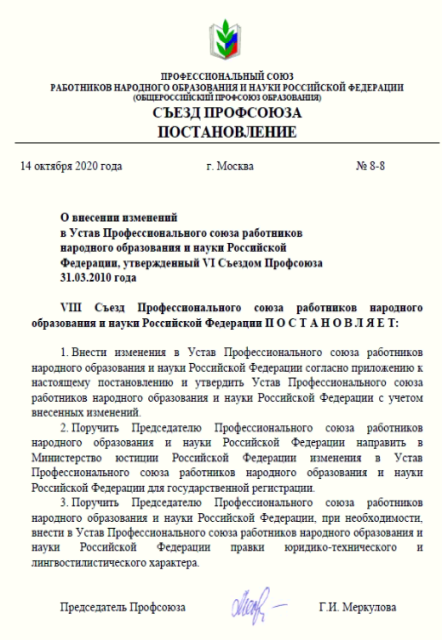 ПРОФЕССИОНАЛЬНЫЙ СОЮЗ
РАБОТНИКОВ НАРОДНОГО ОБРАЗОВАНИЯ И НАУКИ РОССИЙСКОЙ ФЕДЕРАЦИИ
(ОБЩЕРОССИЙСКИЙ ПРОФСОЮЗ ОБРАЗОВАНИЯ)
СЪЕЗД ПРОФСОЮЗА
ПОСТАНОВЛЕНИЕ
14 октября 2020 года г. Москва № 8-8
О внесении изменений
в Устав Профессионального союза работников
народного образования и науки Российской
Федерации, утвержденный VI Съездом Профсоюза
31.03.2010 года
VIII Съезд Профессионального союза работников народного
образования и науки Российской Федерации П О С Т А Н О В Л Я Е Т:
1. Внести изменения в Устав Профессионального союза работников
народного образования и науки Российской Федерации согласно приложению к
настоящему постановлению и утвердить Устав Профессионального союза
работников народного образования и науки Российской Федерации с учетом
внесенных изменений.
2. Поручить Председателю Профессионального союза работников
народного образования и науки Российской Федерации направить в
Министерство юстиции Российской Федерации изменения в Устав
Профессионального союза работников народного образования и науки
Российской Федерации для государственной регистрации.
3. Поручить Председателю Профессионального союза работников
народного образования и науки Российской Федерации, при необходимости,
внести в Устав Профессионального союза работников народного образования и
науки Российской Федерации правки юридико-технического и
лингвостилистического характера.
Председатель Профсоюза Г.И. Меркулова